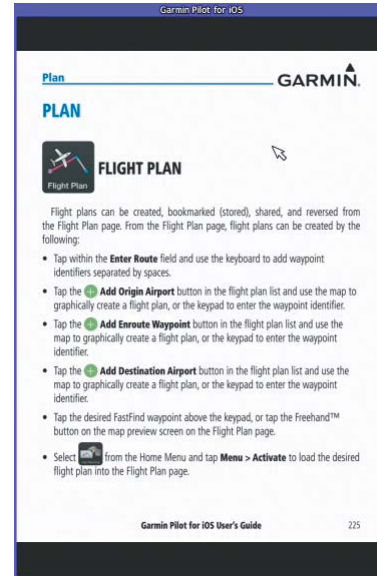 Garmin Pilot for iOS
Plan
GARMIN.
PLAN
Flight Plan
FLIGHT PLAN
Flight plans can be created, bookmarked (stored), shared, and reversed from
the Flight Plan page. From the Flight Plan page, flight plans can be created by the
following:
• Tap within the Enter Route field and use the keyboard to add waypoint
identifiers separated by spaces.
• Tap the Add Origin Airport button in the flight plan list and use the map to
graphically create a flight plan, or the keypad to enter the waypoint identifier.
• Tap the Add Enroute Waypoint button in the flight plan list and use the
map to graphically create a flight plan, or the keypad to enter the waypoint
identifier.
• Tap the Add Destination Airport button in the flight plan list and use the
map to graphically create a flight plan, or the keypad to enter the waypoint
identifier.
• Tap the desired FastFind waypoint above the keypad, or tap the Freehand™
button on the map preview screen on the Flight Plan page.
• Select from the Home Menu and tap Menu > Activate to load the desired
flight plan into the Flight Plan page.
Garmin Pilot for iOS User's Guide
225